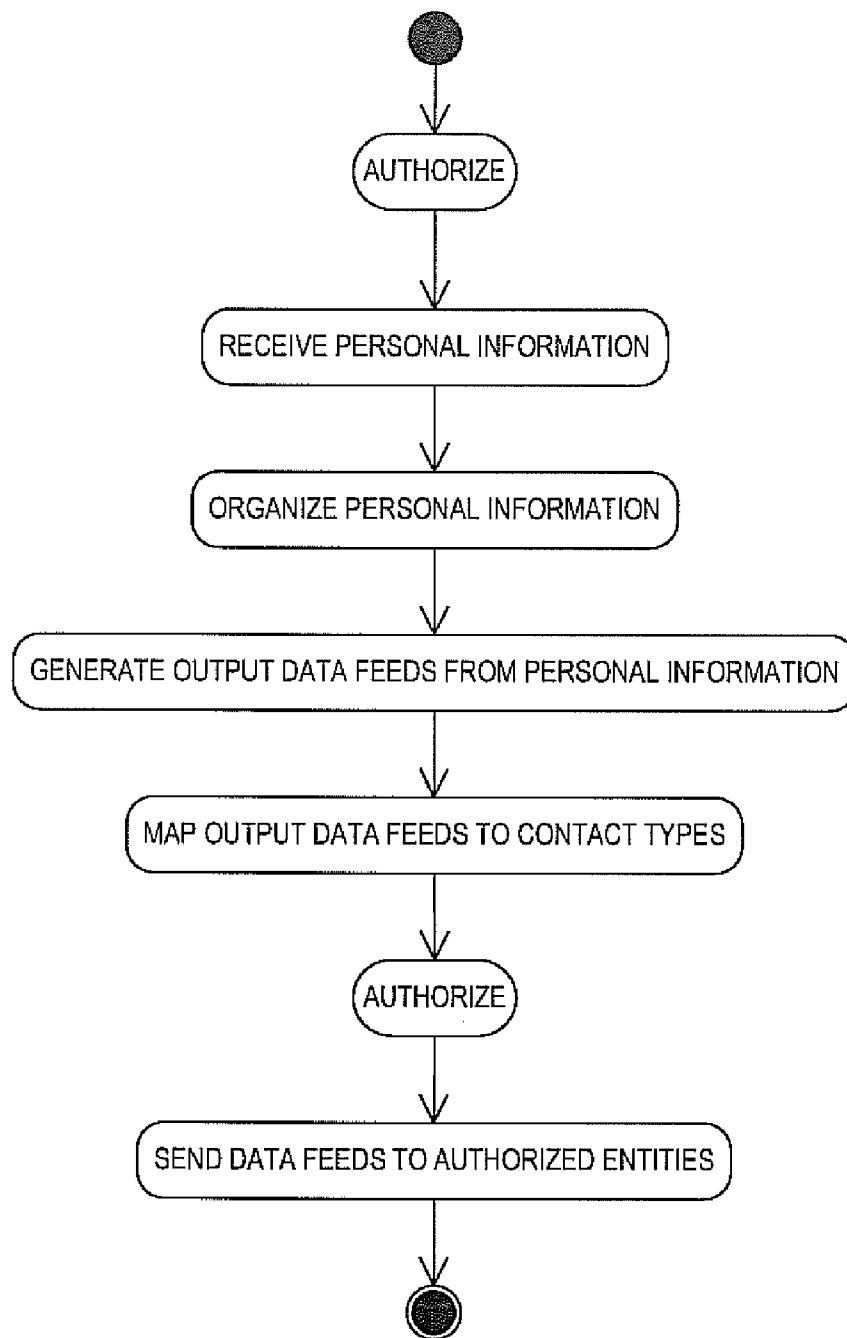 AUTHORIZE
RECEIVE PERSONAL INFORMATION
ORGANIZE PERSONAL INFORMATION
GENERATE OUTPUT DATA FEEDS FROM PERSONAL INFORMATION
MAP OUTPUT DATA FEEDS TO CONTACT TYPES
AUTHORIZE
SEND DATA FEEDS TO AUTHORIZED ENTITIES